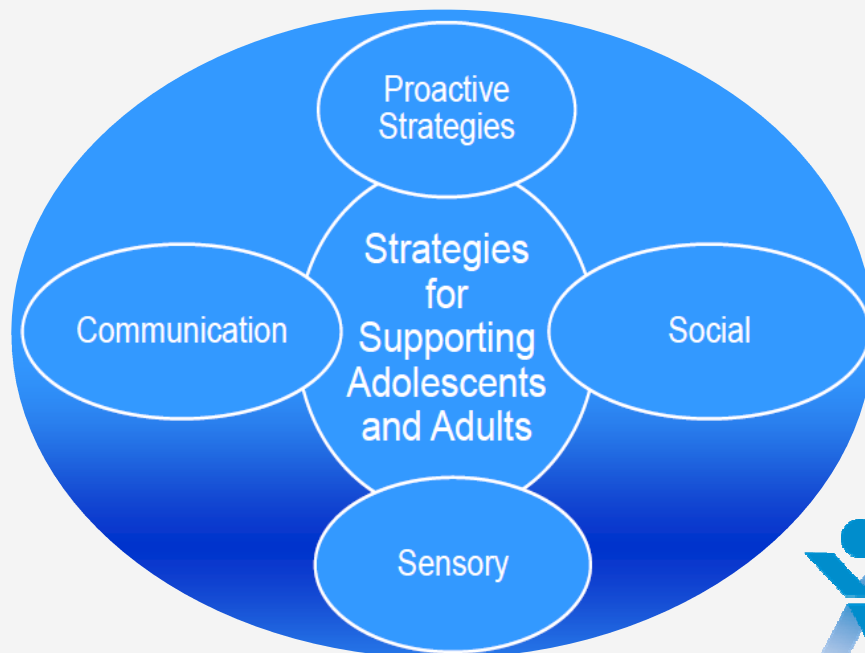 Proactive
Strategies
Strategies
for
Supporting
Adolescents
and Adults
Communication
Social
Sensory